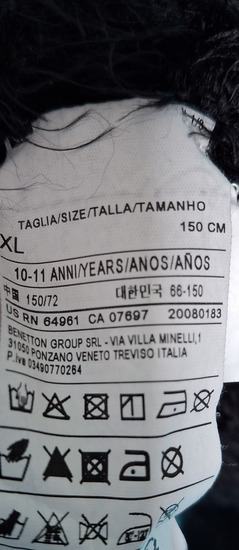 TAGLIA/SIZE/TALLA/TAMANHO
150 CM
XL
10-11 ANNI/YEARS/ANOS/AÑOS
中国 150/72 대한민국 66-150
US RN 64961 CA 07697 20080183
BENETTON GROUP SRL - VIA VILLA MINELLI,1
31050 PONZANO VENETO TREVISO ITALIA
P.iva 03490770264